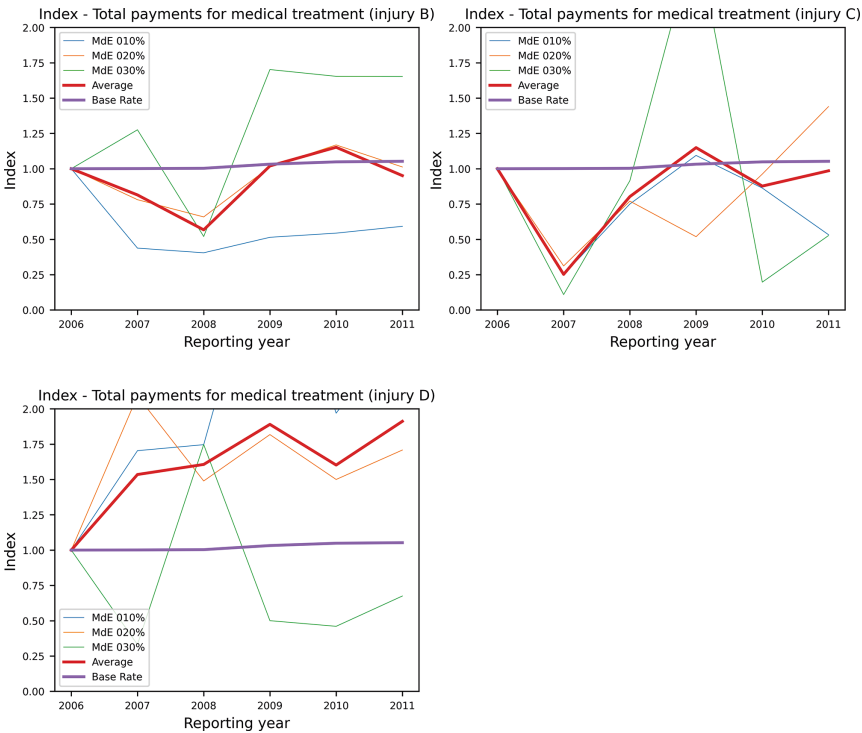 Index - Total payments for medical treatment (injury B)
2.00
1.75
1.50
1.25
1.00
0.75
0.50
0.25
0.00
Index
MdE 010%
MdE 020%
MdE 030%
Average
Base Rate
2006 2007 2008 2009 2010 2011
Reporting year
Index - Total payments for medical treatment (injury C)
2.00
1.75
1.50
1.25
1.00
0.75
0.50
0.25
0.00
Index
MdE 010%
MdE 020%
MdE 030%
Average
Base Rate
2006 2007 2008 2009 2010 2011
Reporting year
Index - Total payments for medical treatment (injury D)
2.00
1.75
1.50
1.25
1.00
0.75
0.50
0.25
0.00
Index
MdE 010%
MdE 020%
MdE 030%
Average
Base Rate
2006 2007 2008 2009 2010 2011
Reporting year